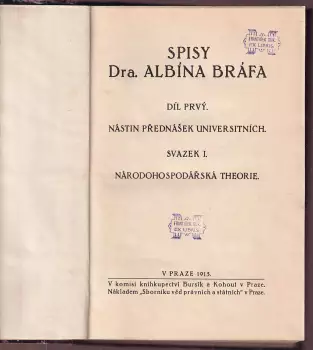 SPISY
Dra. ALBÍNA BRÁFA
DÍL PRVÝ.
NÁSTIN PŘEDNÁŠEK UNIVERSITNÍCH.
SVAZEK I.
NÁRODOHOSPODÁŘSKÁ THEORIE.
V PRAZE 1913.
V komisi knihkupectví Bursík a Kohout v Praze.
Nákladem „Sborníku věd právních a státních" v Praze.